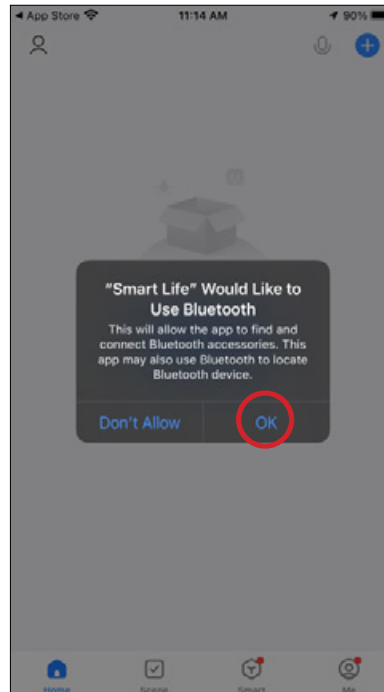 App Store 11:14 AM 90%
"Smart Life" Would Like to
Use Bluetooth
This will allow the app to find and
connect Bluetooth accessories. This
app may also use Bluetooth to locate
Bluetooth device.
Don't Allow OK
Home Scene Smart Me